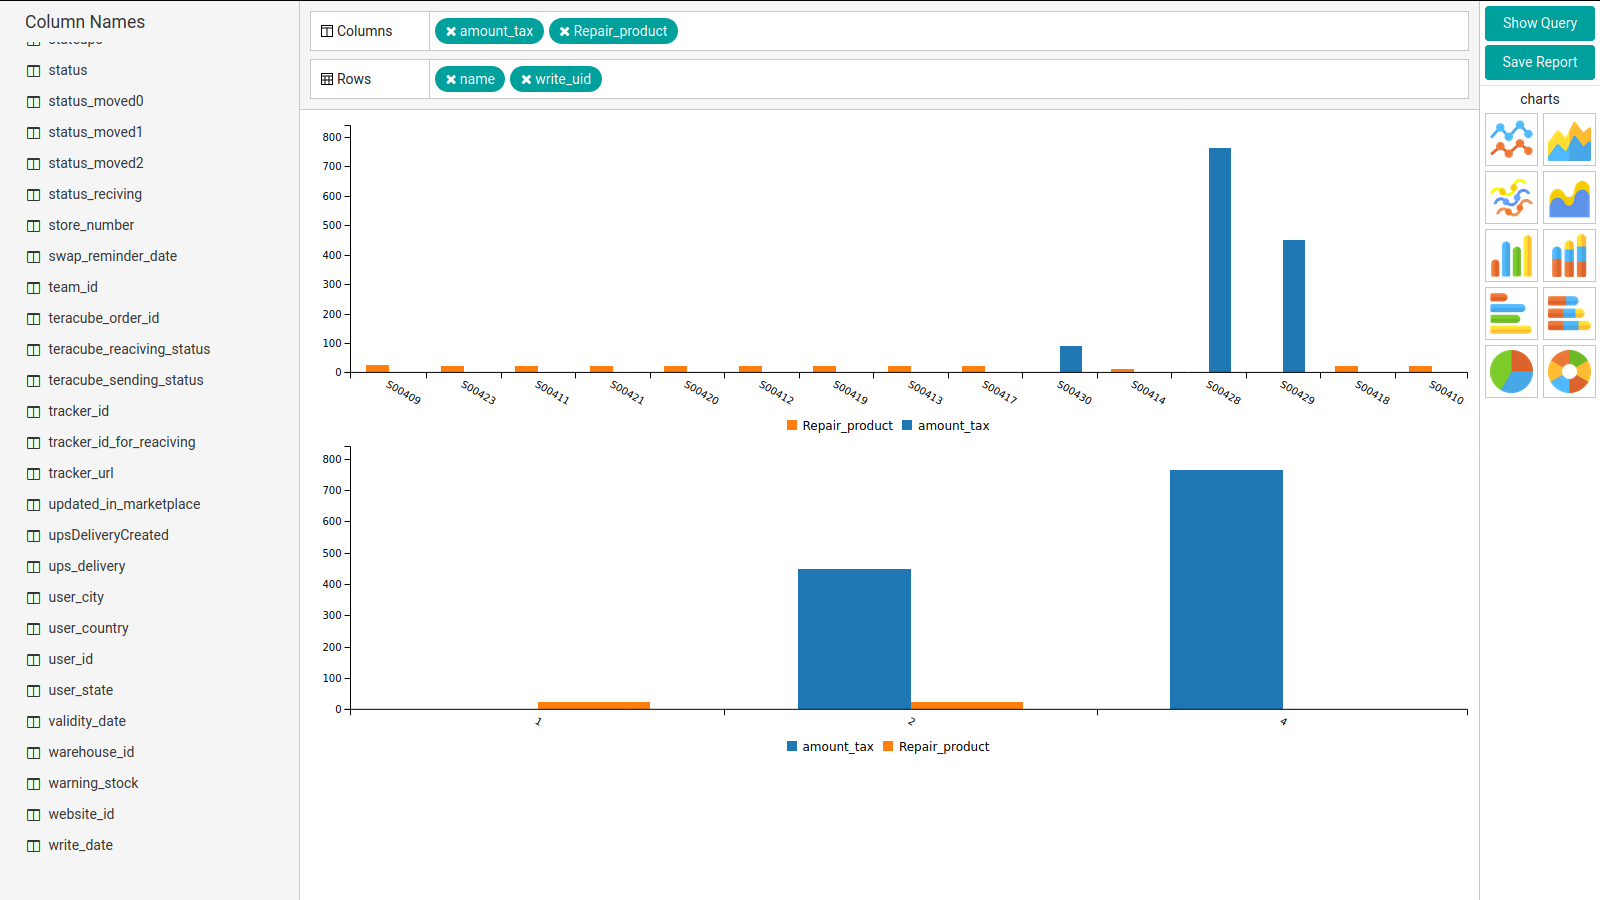 Column Names
status
status_moved0
status_moved1
status_moved2
status_reciving
store_number
swap_reminder_date
team_id
teracube_order_id
teracube_reaciving_status
teracube_sending_status
tracker_id
tracker_id_for_reaciving
tracker_url
updated_in_marketplace
upsDeliveryCreated
ups_delivery
user_city
user_country
user_id
user_state
validity_date
warehouse_id
warning_stock
website_id
write_date
Columns
amount_tax
Repair_product
Rows
name
write_uid
800
700
600
500
400
300
200
100
0
S00409
S00423
S00411
S00421
S00420
S00412
S00419
S00413
S00417
S00430
S00414
S00428
S00429
S00418
S00410
Repair_product
amount_tax
800
700
600
500
400
300
200
100
0
1
2
4
amount_tax
Repair_product
Show Query
Save Report
charts